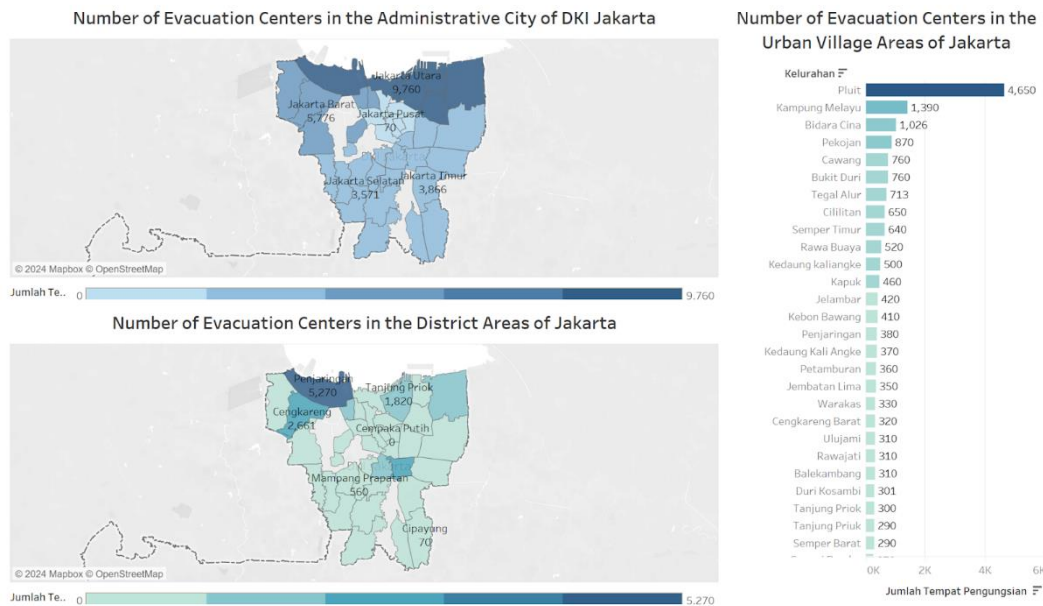 Number of Evacuation Centers in the Administrative City of DKI Jakarta
Jakarta Utara
9,760
Jakarta Barat
5,776
Jakarta Pusat
70
Jakarta Selatan
3,571
Jakarta Timur
3,866
© 2024 Mapbox © OpenStreetMap
Jumlah Te.. 0 9.760
Number of Evacuation Centers in the District Areas of Jakarta
Penjaringan
5,270
Tanjung Priok
1,820
Cengkareng
2,661
Cempaka Putih
0
Mampang Prapatan
560
Cipayung
70
© 2024 Mapbox © OpenStreetMap
Jumlah Te.. 0 5.270
Number of Evacuation Centers in the
Urban Village Areas of Jakarta
Kelurahan
Pluit 4,650
Kampung Melayu 1,390
Bidara Cina 1,026
Pekojan 870
Cawang 760
Bukit Duri 760
Tegal Alur 713
Cililitan 650
Semper Timur 640
Rawa Buaya 520
Kedaung kaliangke 500
Kapuk 460
Jelambar 420
Kebon Bawang 410
Penjaringan 380
Kedaung Kali Angke 370
Petamburan 360
Jembatan Lima 350
Warakas 330
Cengkareng Barat 320
Ulujami 310
Rawajati 310
Balekambang 310
Duri Kosambi 301
Tanjung Priok 300
Tanjung Priuk 290
Semper Barat 290
0K 2K 4K 6K
Jumlah Tempat Pengungsian